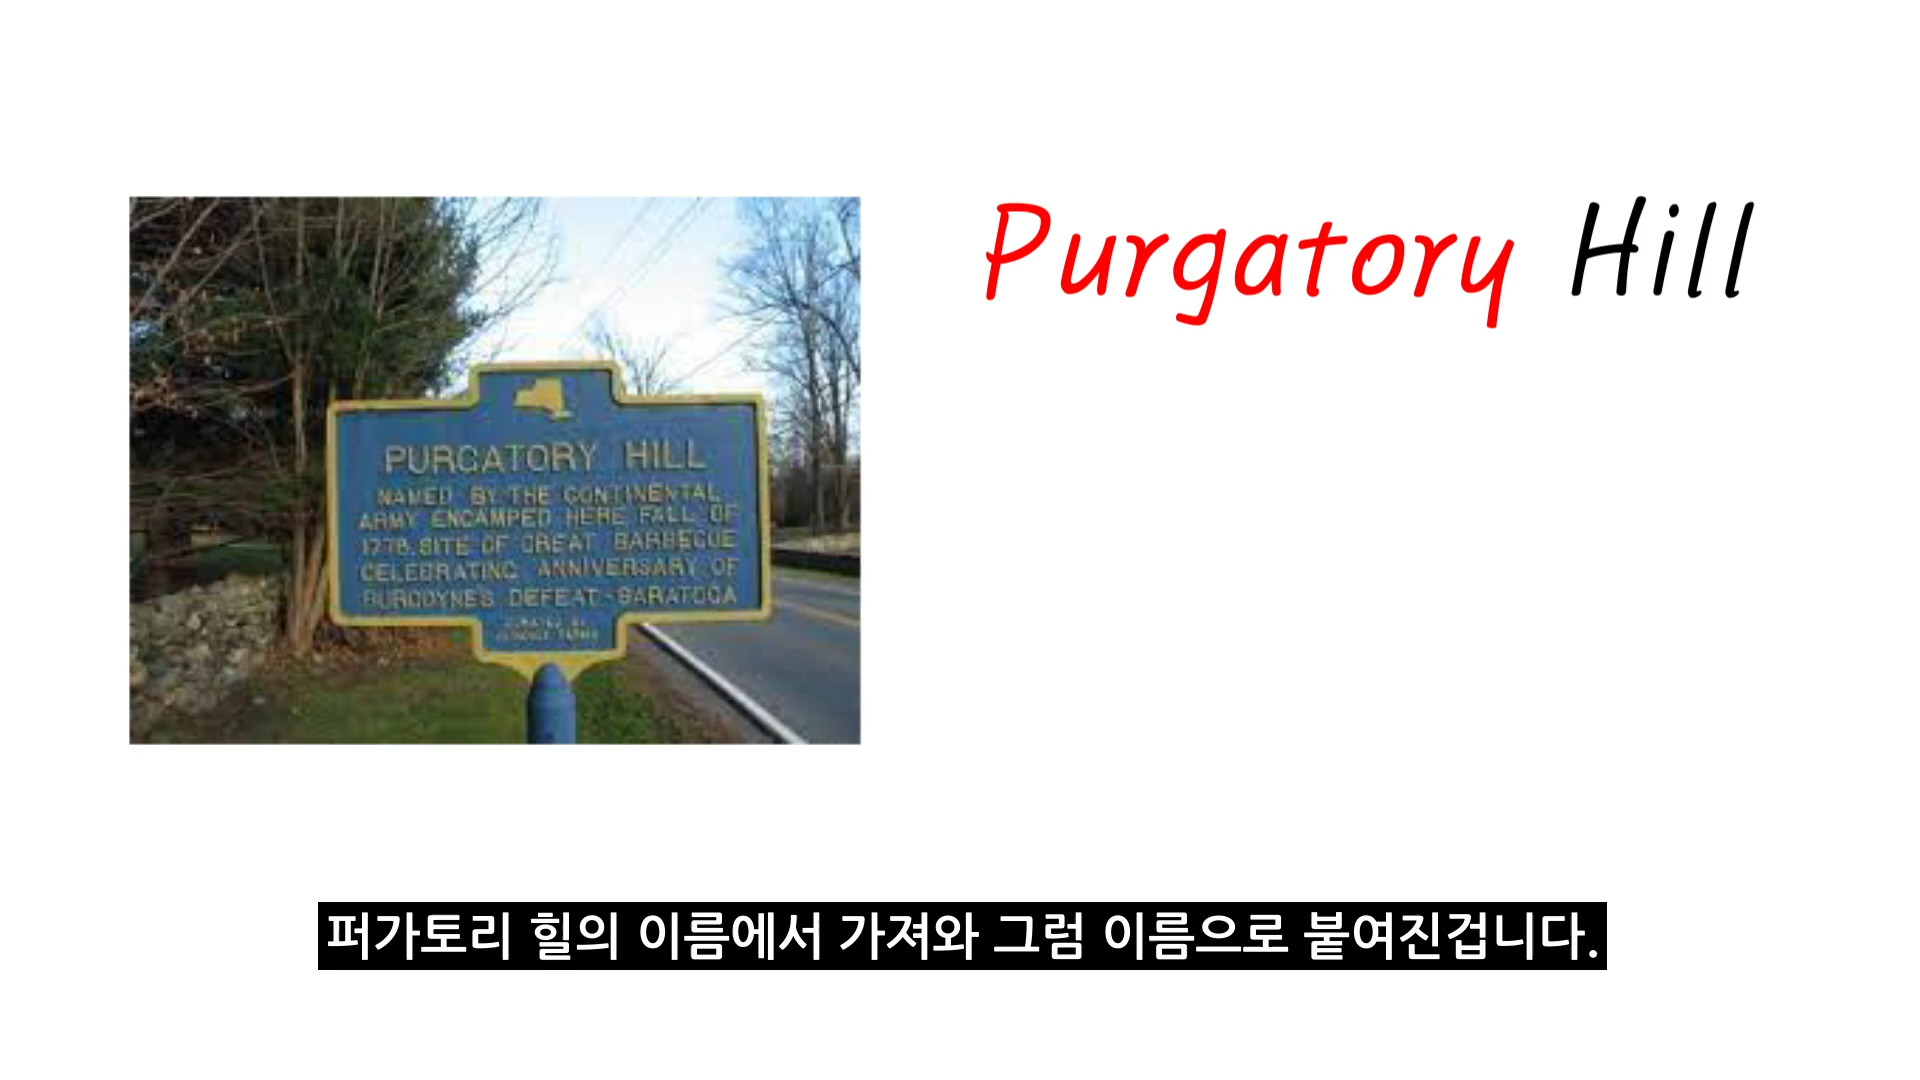 Purgatory Hill
PURGATORY HILL
NAMED BY THE CONTINENTAL
ARMY ENCAMPED HERE FALL OF
1778. SITE OF GREAT BARBECUE
CELEBRATING ANNIVERSARY OF
BURGOYNE'S DEFEAT-SARATOGA
퍼가토리 힐의 이름에서 가져와 그럼 이름으로 붙여진겁니다.